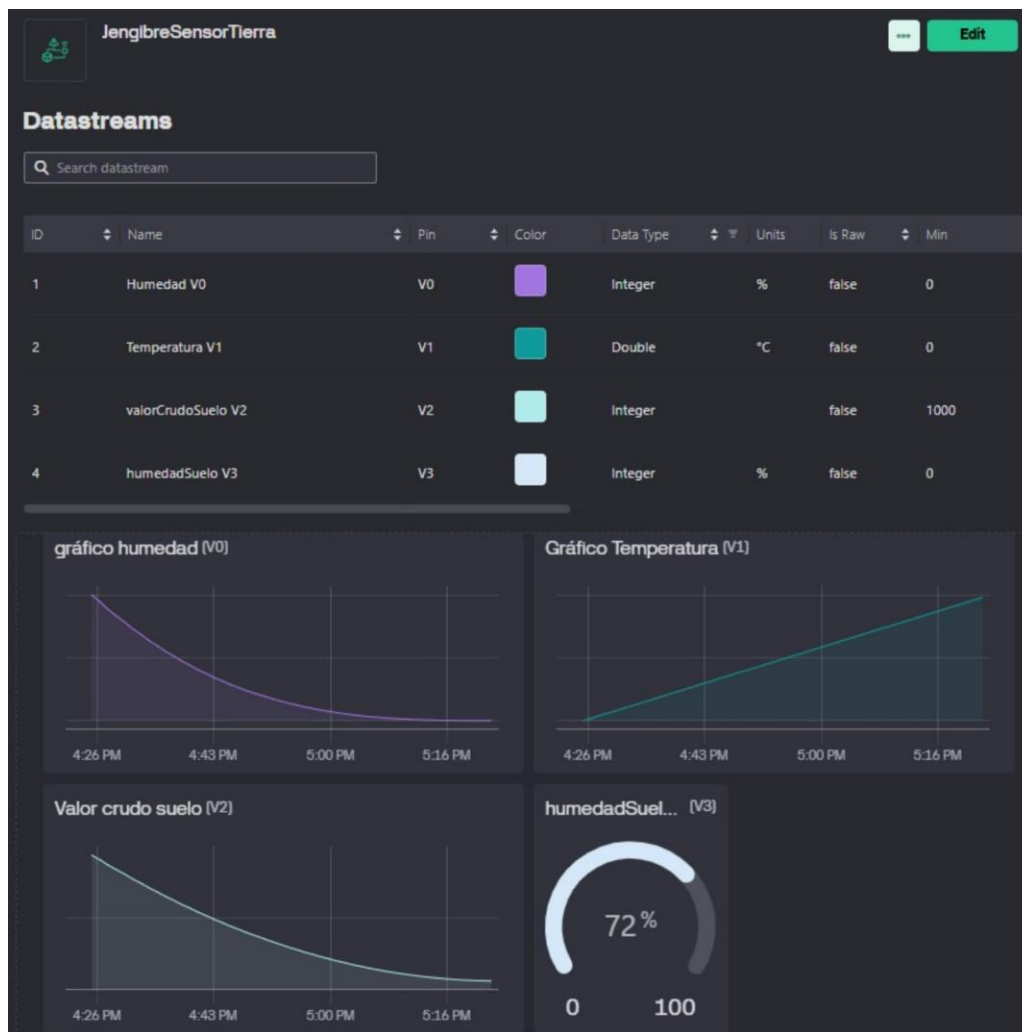 JengibreSensorTierra
Edit
Datastreams
Search datastream
ID Name Pin Color Data Type Units Is Raw Min
1 Humedad V0 V0 Integer % false 0
2 Temperatura V1 V1 Double °C false 0
3 valorCrudoSuelo V2 V2 Integer false 1000
4 humedadSuelo V3 V3 Integer % false 0
gráfico humedad (V0)
4:26 PM 4:43 PM 5:00 PM 5:16 PM
Gráfico Temperatura (V1)
4:26 PM 4:43 PM 5:00 PM 5:16 PM
Valor crudo suelo (V2)
4:26 PM 4:43 PM 5:00 PM 5:16 PM
humedadSuel... (V3)
72%
0 100